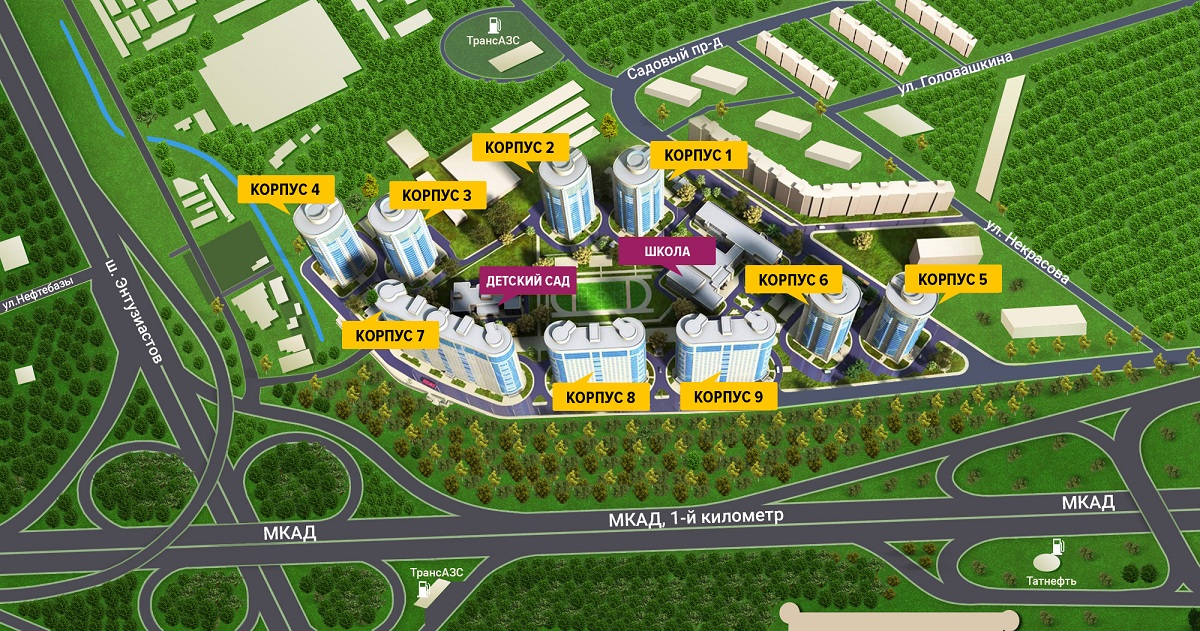 ТрансАЗС
Садовый пр-д
ул. Головашкина
КОРПУС 2
КОРПУС 1
КОРПУС 4
КОРПУС 3
ШКОЛА
ул. Некрасова
ДЕТСКИЙ САД
КОРПУС 6
КОРПУС 5
ул.Нефтебазы
ш. Энтузиастов
КОРПУС 7
КОРПУС 8
КОРПУС 9
МКАД
МКАД, 1-й километр
МКАД
ТрансАЗС
Татнефть